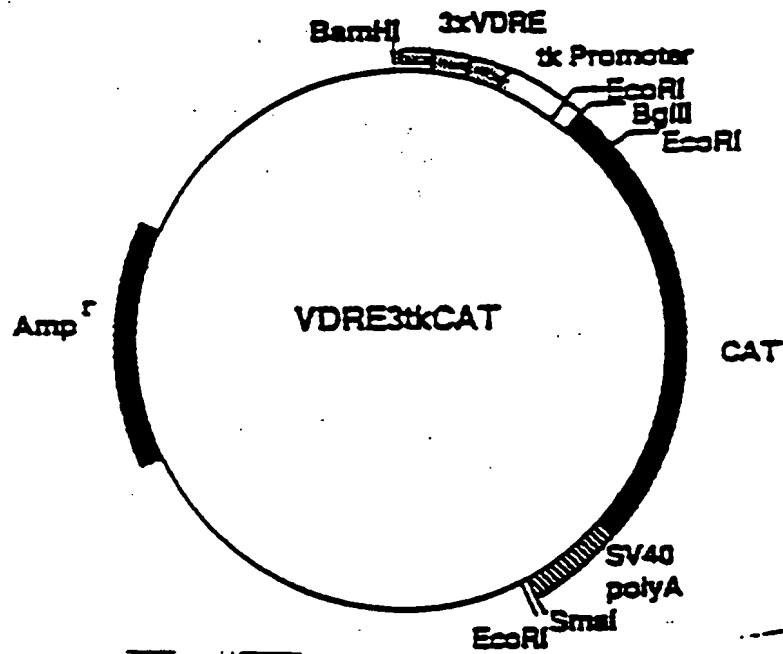 BamHI
3xVDRE
tk Promoter
EcoRI
BglII
EcoRI
Amp r
VDRE3tkCAT
CAT
SV40
polyA
SmaI
EcoRI